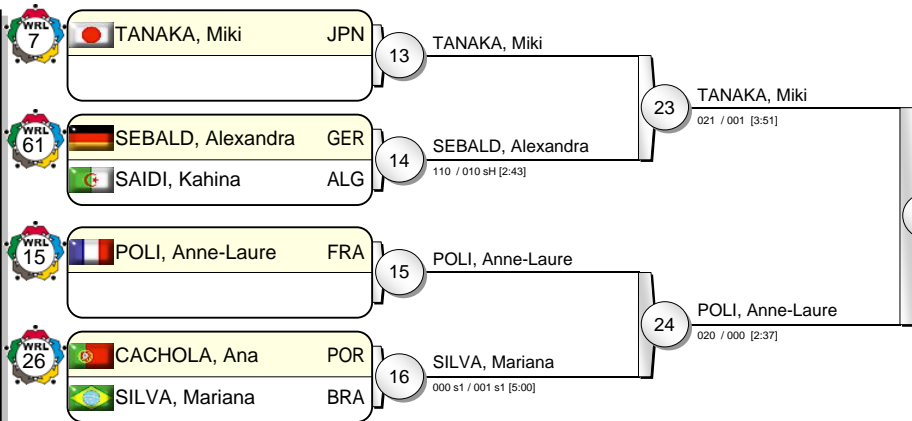 WRL
7
TANAKA, Miki JPN
13
TANAKA, Miki
23
TANAKA, Miki
021 / 001 [3:51]
WRL
61
SEBALD, Alexandra GER
SAIDI, Kahina ALG
14
SEBALD, Alexandra
110 / 010 sH [2:43]
WRL
15
POLI, Anne-Laure FRA
15
POLI, Anne-Laure
24
POLI, Anne-Laure
020 / 000 [2:37]
WRL
26
CACHOLA, Ana POR
SILVA, Mariana BRA
16
SILVA, Mariana
000 s1 / 001 s1 [5:00]